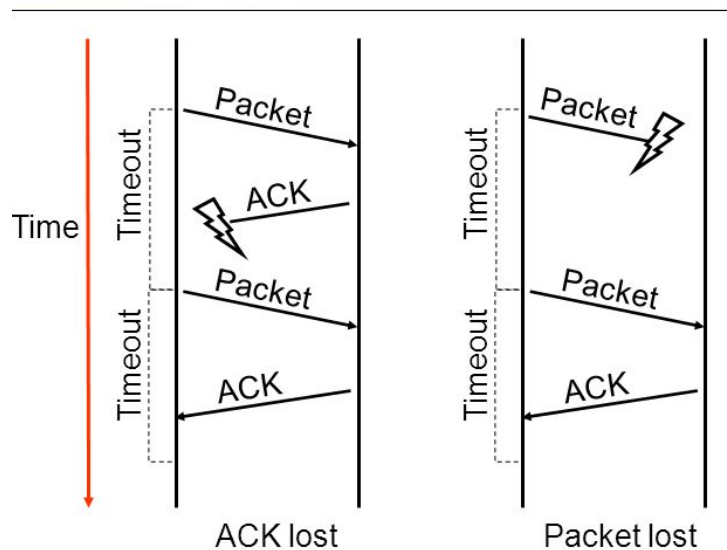 Packet
Packet
Timeout
ACK
Timeout
Time
Packet
Packet
Timeout
ACK
Timeout
ACK
ACK lost
Packet lost